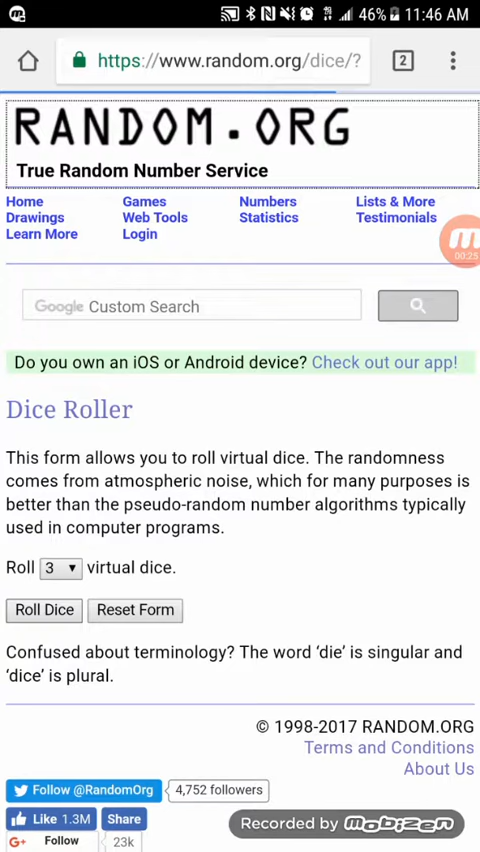 46% 11:46 AM
https://www.random.org/dice/? 2
RANDOM.ORG
True Random Number Service
Home Games Numbers Lists & More
Drawings Web Tools Statistics Testimonials
Learn More Login
00:25
Google Custom Search
Do you own an iOS or Android device? Check out our app!
Dice Roller
This form allows you to roll virtual dice. The randomness
comes from atmospheric noise, which for many purposes is
better than the pseudo-random number algorithms typically
used in computer programs.
Roll 3 virtual dice.
Roll Dice Reset Form
Confused about terminology? The word ‘die’ is singular and
‘dice’ is plural.
© 1998-2017 RANDOM.ORG
Terms and Conditions
About Us
Follow @RandomOrg 4,752 followers
Like 1.3M Share
Recorded by mobizen
G+ Follow 23k